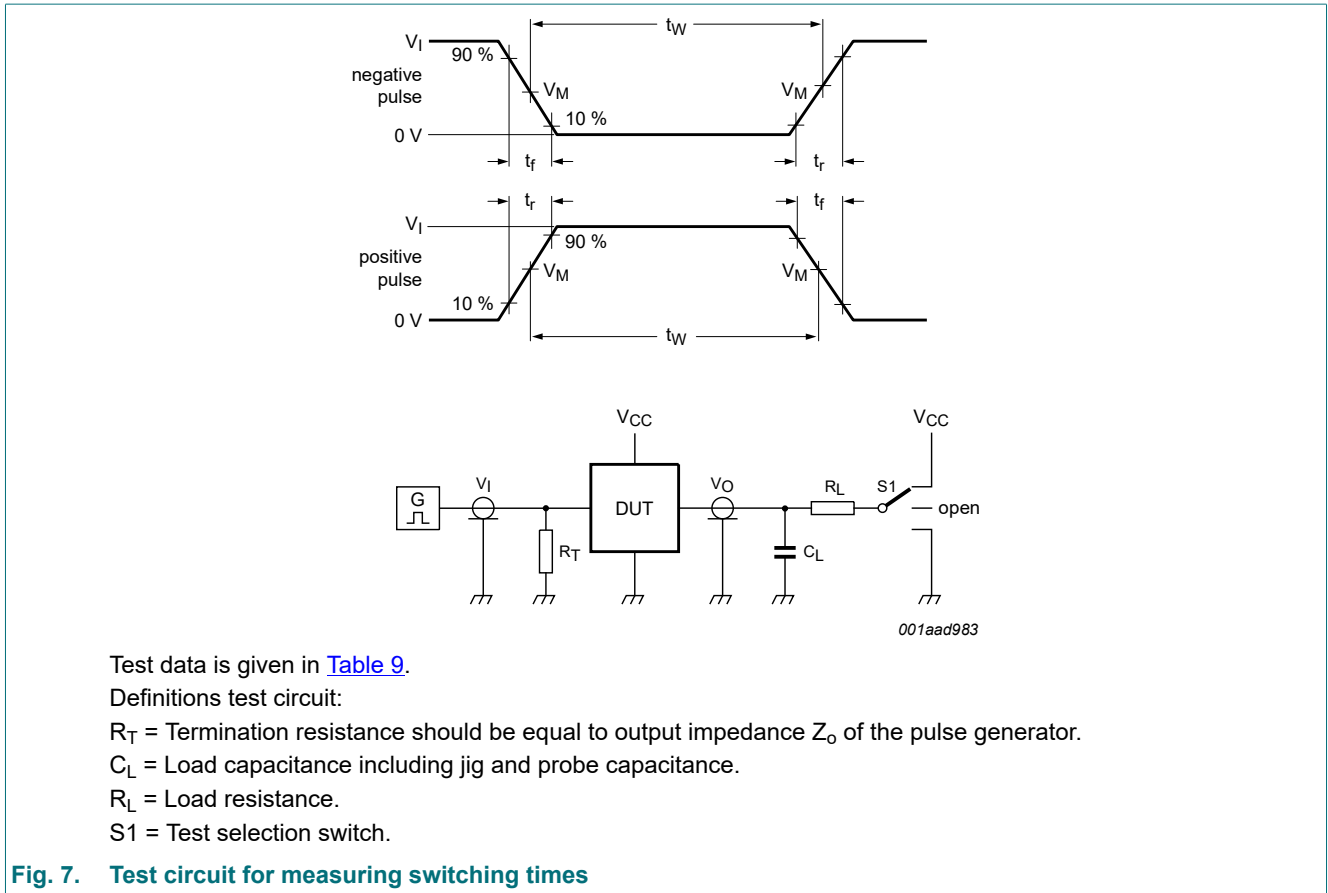 tW
VI
90 %
negative
pulse
VM
VM
10 %
0 V
tf
tr
tr
tf
VI
90 %
positive
pulse
VM
VM
10 %
0 V
tW
VCC
VCC
G
VI
DUT
VO
RL
S1
open
RT
CL
001aad983
Test data is given in Table 9.
Definitions test circuit:
RT = Termination resistance should be equal to output impedance Zo of the pulse generator.
CL = Load capacitance including jig and probe capacitance.
RL = Load resistance.
S1 = Test selection switch.
Fig. 7. Test circuit for measuring switching times